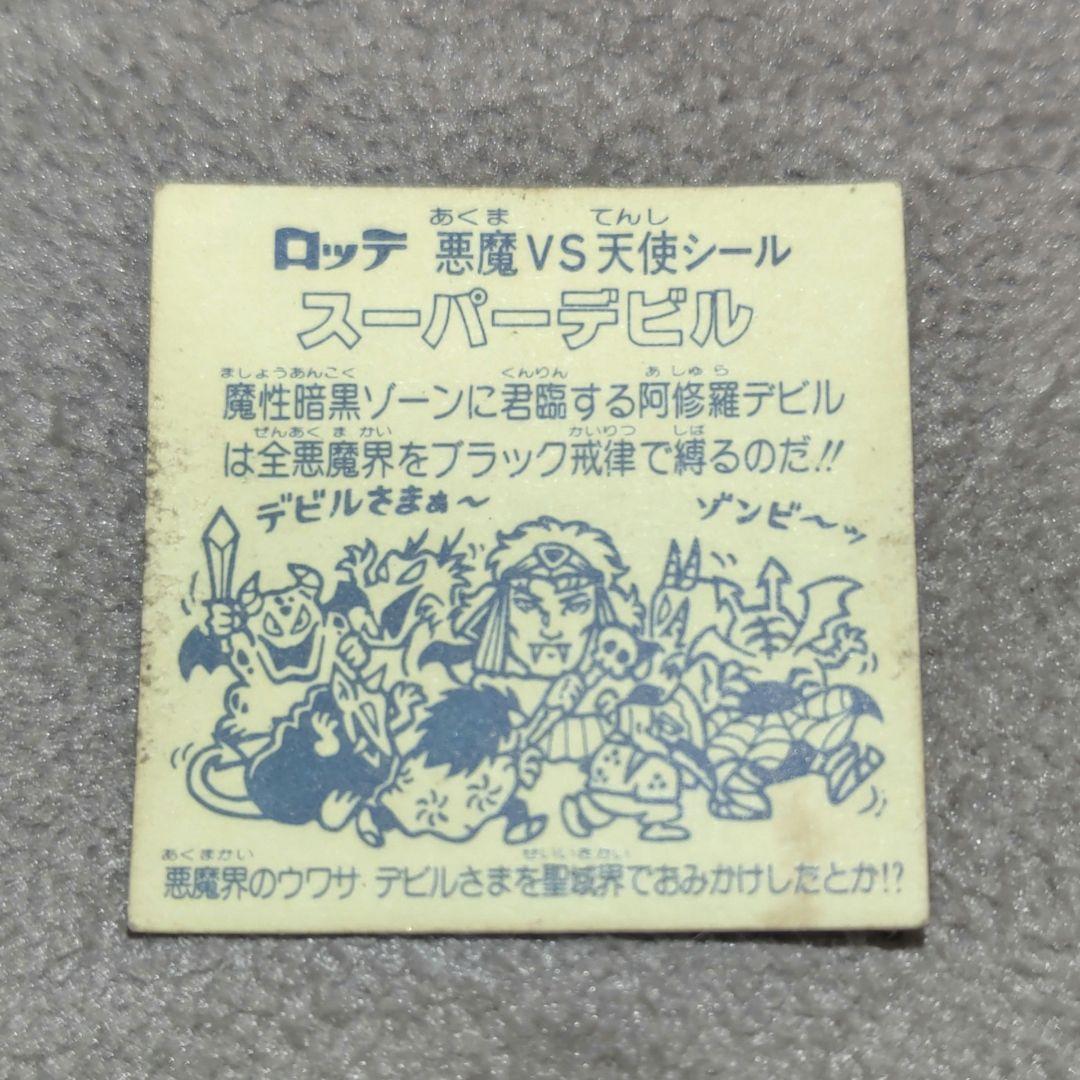 あくま てんし
ロッテ 悪魔VS天使シール
スーパーデビル
ましょうあんこく くんりん あしゅら
魔性暗黒ゾーンに君臨する阿修羅デビル
ぜんあくまかい かいりつ しば
は全悪魔界をブラック戒律で縛るのだ!!
デビルさまぁ〜 ゾンビ〜ッ
あくまかい せいいきかい
悪魔界のウワサ デビルさまを聖域界でおみかけしたとか!?